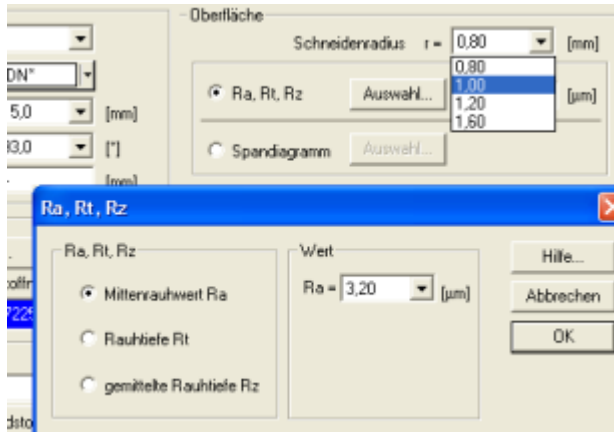 Oberfläche
Schneidenradius r = 0,80 [mm]
0,80
1,00
1,20
1,60
DN"
5,0 [mm]
[°]
[mm]
Ra, Rt, Rz Auswahl... [µm]
Spandiagramm Auswahl...
Ra, Rt, Rz
Ra, Rt, Rz
Mittenrauhwert Ra
Rauhtiefe Rt
gemittelte Rauhtiefe Rz
Wert
Ra = 3,20 [µm]
Hilfe...
Abbrechen
OK